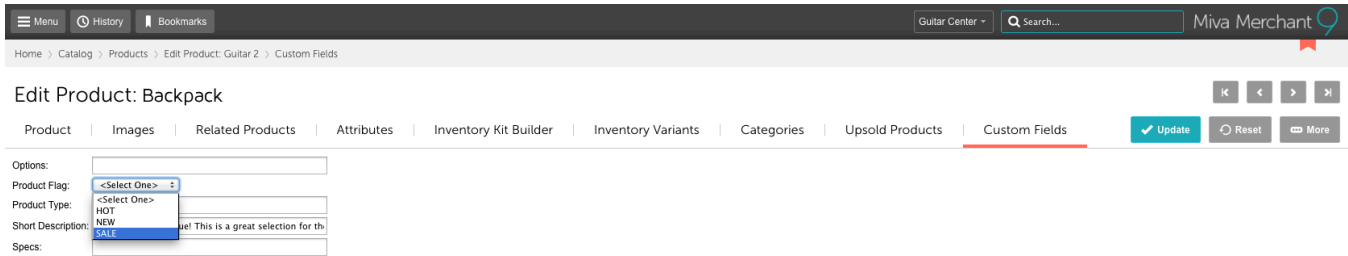 Menu History Bookmarks Guitar Center Search... Miva Merchant 9
Home > Catalog > Products > Edit Product: Guitar 2 > Custom Fields
Edit Product: Backpack
Product Images Related Products Attributes Inventory Kit Builder Inventory Variants Categories Upsold Products Custom Fields Update Reset More
Options:
Product Flag: <Select One>
<Select One>
Product Type: HOT
NEW
Short Description: ue! This is a great selection for the
SALE
Specs: